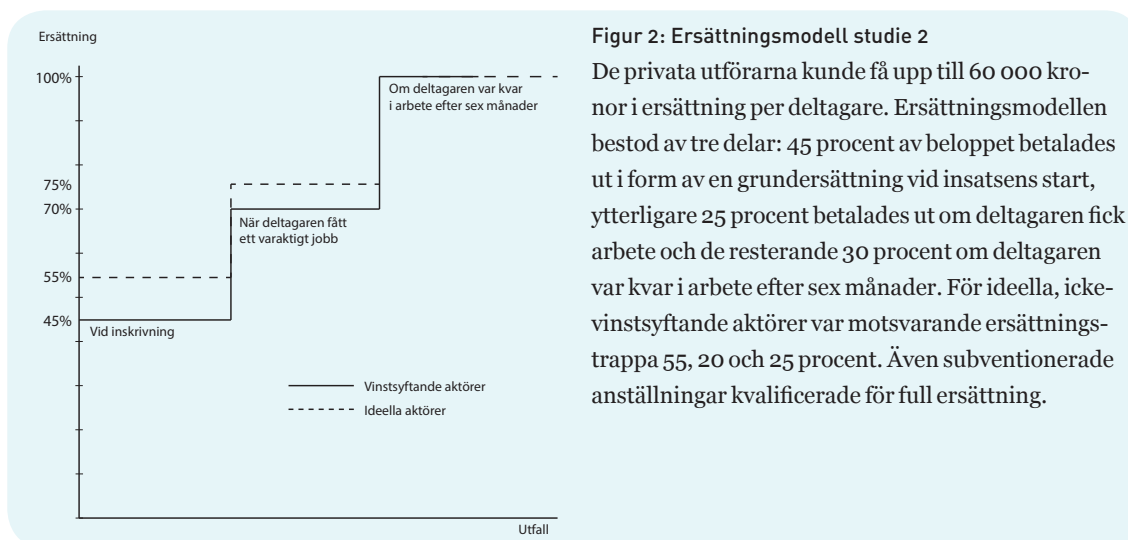 Ersättning
100%
75%
70%
55%
45%
Om deltagaren var kvar
i arbete efter sex månader
När deltagaren fått
ett varaktigt jobb
Vid inskrivning
Vinstsyftande aktörer
Ideella aktörer
Utfall
Figur 2: Ersättningsmodell studie 2
De privata utförarna kunde få upp till 60 000 kro-
nor i ersättning per deltagare. Ersättningsmodellen
bestod av tre delar: 45 procent av beloppet betalades
ut i form av en grundersättning vid insatsens start,
ytterligare 25 procent betalades ut om deltagaren fick
arbete och de resterande 30 procent om deltagaren
var kvar i arbete efter sex månader. För ideella, icke-
vinstsyftande aktörer var motsvarande ersättnings-
trappa 55, 20 och 25 procent. Även subventionerade
anställningar kvalificerade för full ersättning.